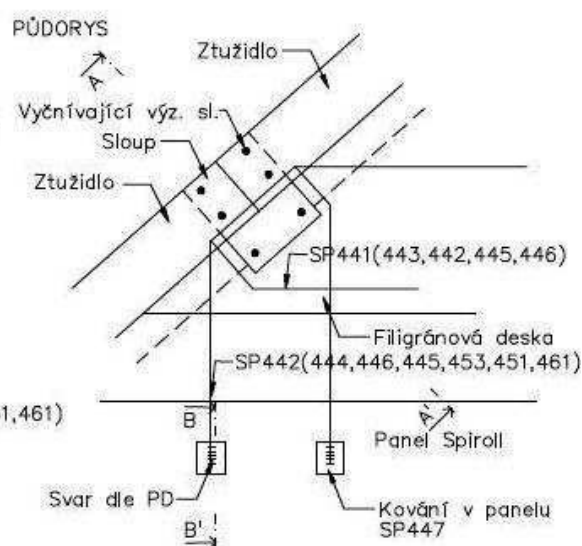 PŮDORYS
A
Ztužidlo
Vyčnívající výz. sl.
Sloup
Ztužidlo
SP441(443,442,445,446)
Filigránová deska
SP442(444,446,445,453,451,461)
1,461)
B
A'
Panel Spiroll
Svar dle PD
Kování v panelu
SP447
B'